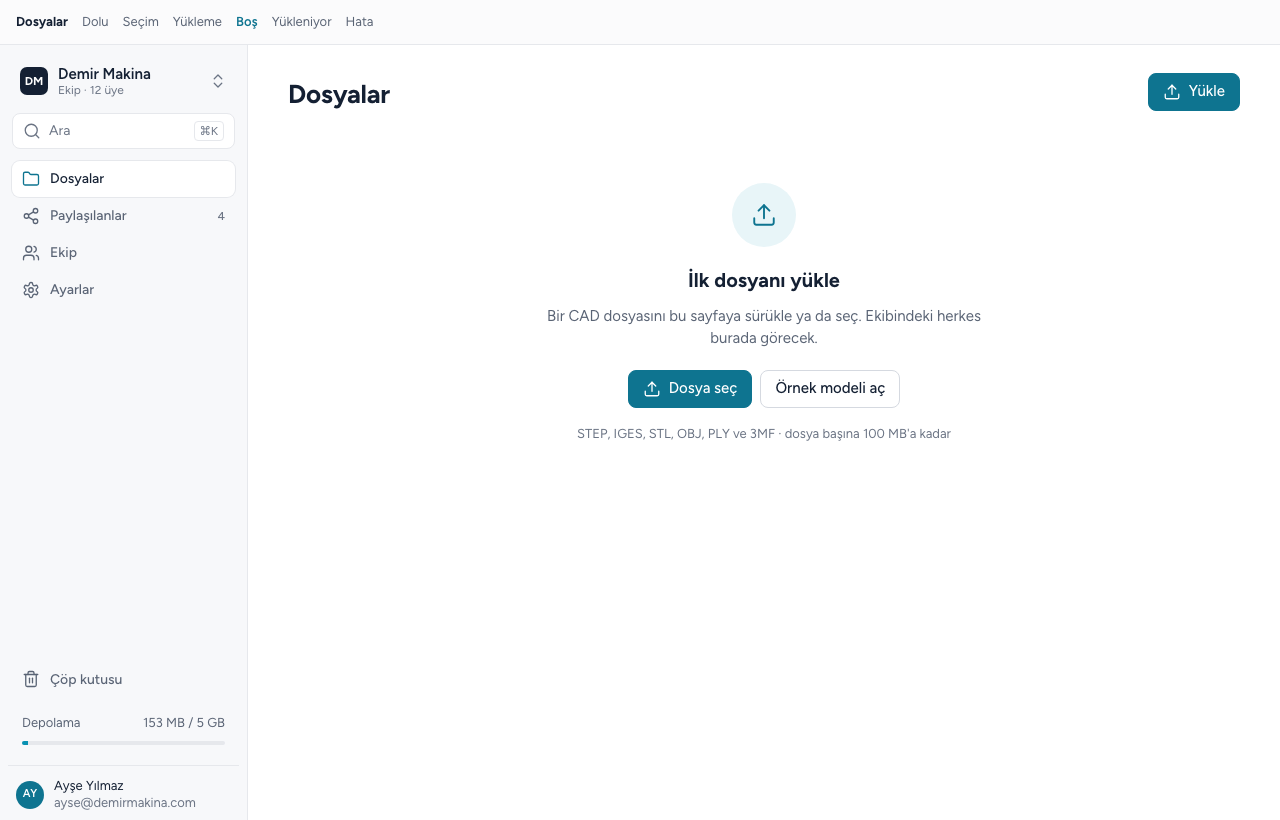 Dosyalar Dolu Seçim Yükleme Boş Yükleniyor Hata
DM
Demir Makina
Ekip · 12 üye
Ara ⌘K
Dosyalar
Paylaşılanlar 4
Ekip
Ayarlar
Çöp kutusu
Depolama 153 MB / 5 GB
AY
Ayşe Yılmaz
ayse@demirmakina.com
Dosyalar
Yükle
İlk dosyanı yükle
Bir CAD dosyasını bu sayfaya sürükle ya da seç. Ekibindeki herkes
burada görecek.
Dosya seç
Örnek modeli aç
STEP, IGES, STL, OBJ, PLY ve 3MF · dosya başına 100 MB'a kadar